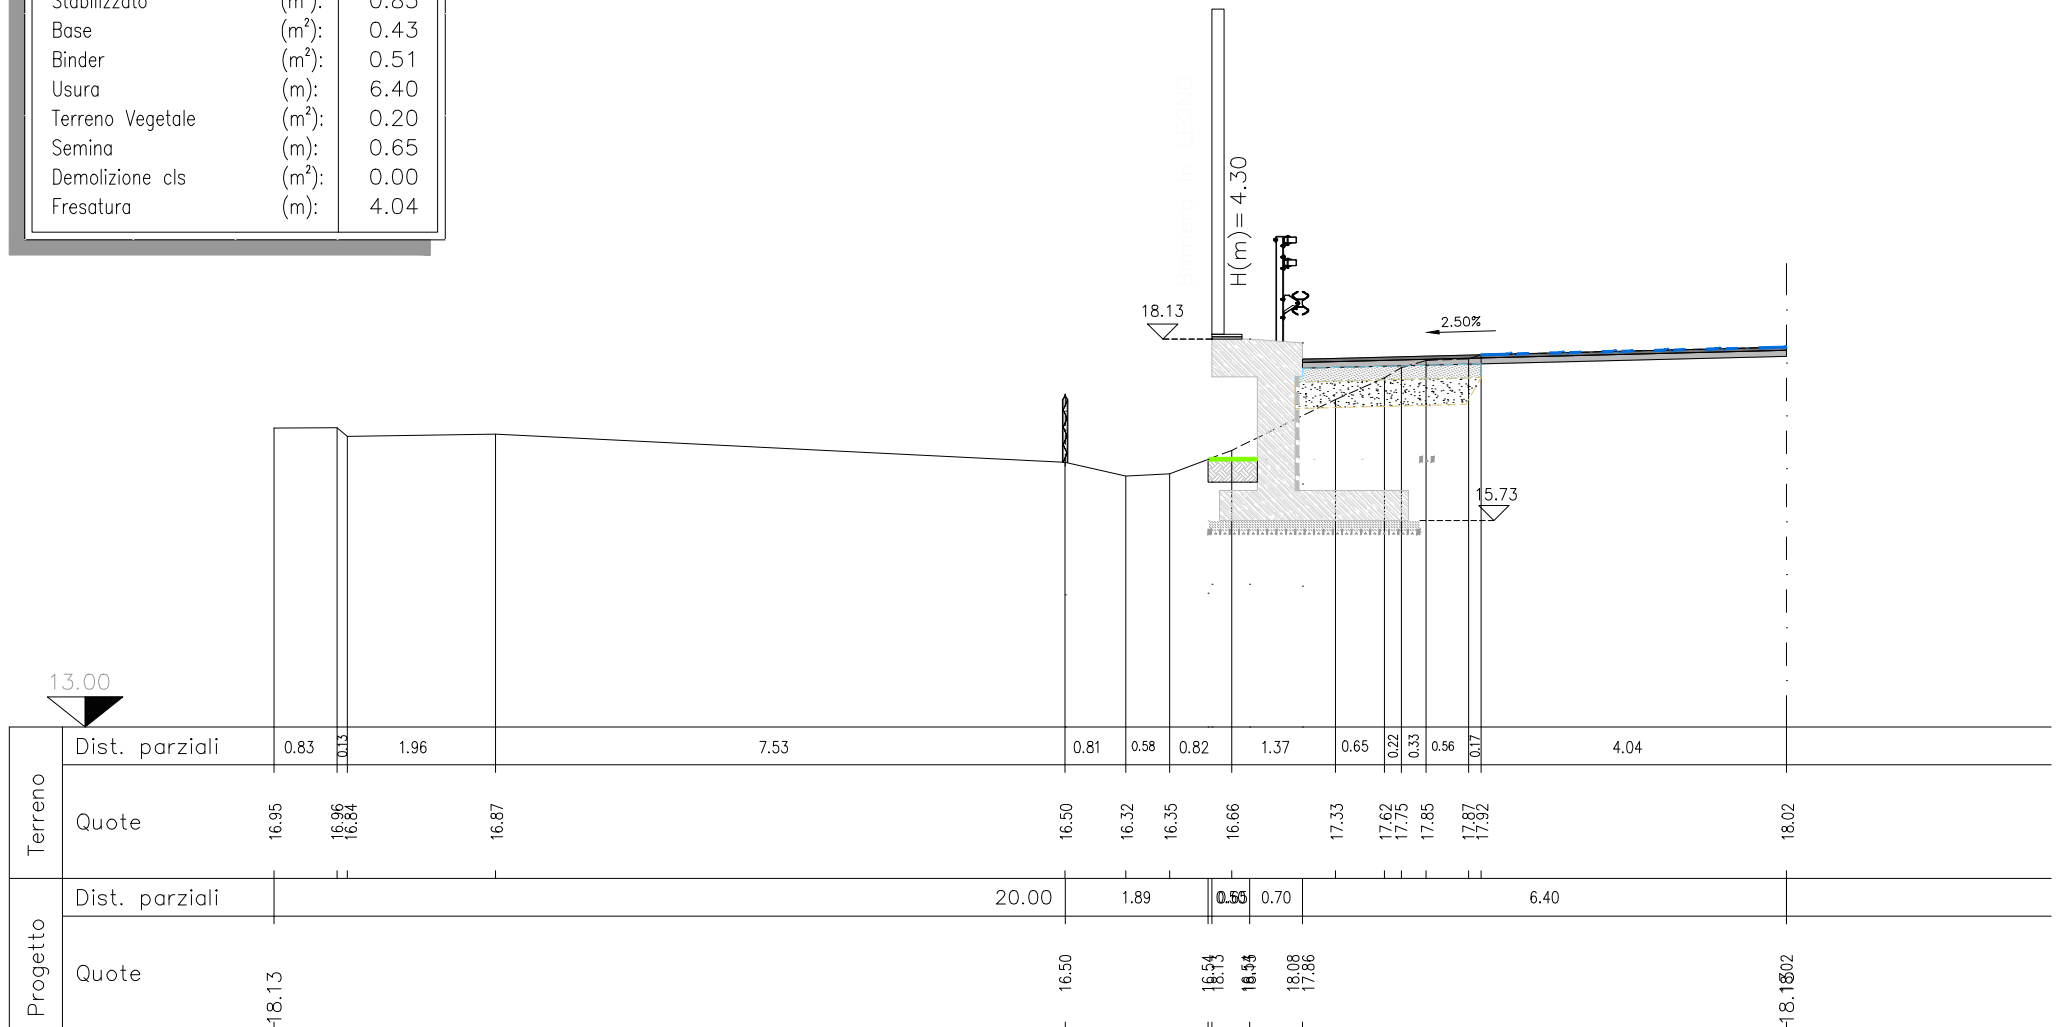 Stabilizzato (m²): 0.85
Base (m²): 0.43
Binder (m²): 0.51
Usura (m): 6.40
Terreno Vegetale (m²): 0.20
Semina (m): 0.65
Demolizione cls (m²): 0.00
Fresatura (m): 4.04
H(m)= 4.30
18.13
2.50%
15.73
13.00
Terreno
Dist. parziali 0.83 0.13 1.96 7.53 0.81 0.58 0.82 1.37 0.65 0.22 0.33 0.56 0.17 4.04
Quote 16.95 16.96 16.84 16.87 16.50 16.32 16.35 16.66 17.33 17.62 17.75 17.85 17.87 17.92 18.02
Progetto
Dist. parziali 20.00 1.89 0.70 6.40
Quote 18.13 16.50 16.54 18.13 18.08 17.86